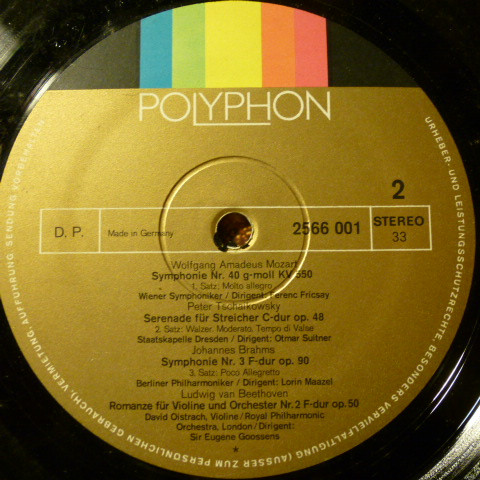 POLYPHON
2
D. P.
Made in Germany
2566 001
STEREO
33
Wolfgang Amadeus Mozart
Symphonie Nr. 40 g-moll KV 550
1. Satz: Molto allegro
Wiener Symphoniker / Dirigent: Ferenc Fricsay
Peter Tschaikowsky
Serenade für Streicher C-dur op. 48
2. Satz: Walzer. Moderato. Tempo di Valse
Staatskapelle Dresden / Dirigent: Otmar Suitner
Johannes Brahms
Symphonie Nr. 3 F-dur op. 90
3. Satz: Poco Allegretto
Berliner Philharmoniker / Dirigent: Lorin Maazel
Ludwig van Beethoven
Romanze für Violine und Orchester Nr. 2 F-dur op. 50
David Oistrach, Violine / Royal Philharmonic
Orchestra, London / Dirigent:
Sir Eugene Goossens
*
URHEBER- UND LEISTUNGSSCHUTZRECHTE, BESONDERS VERVIELFÄLTIGUNG (AUSSER ZUM PERSÖNLICHEN GEBRAUCH), VERMIETUNG, AUFFÜHRUNG, SENDUNG VORBEHALTEN